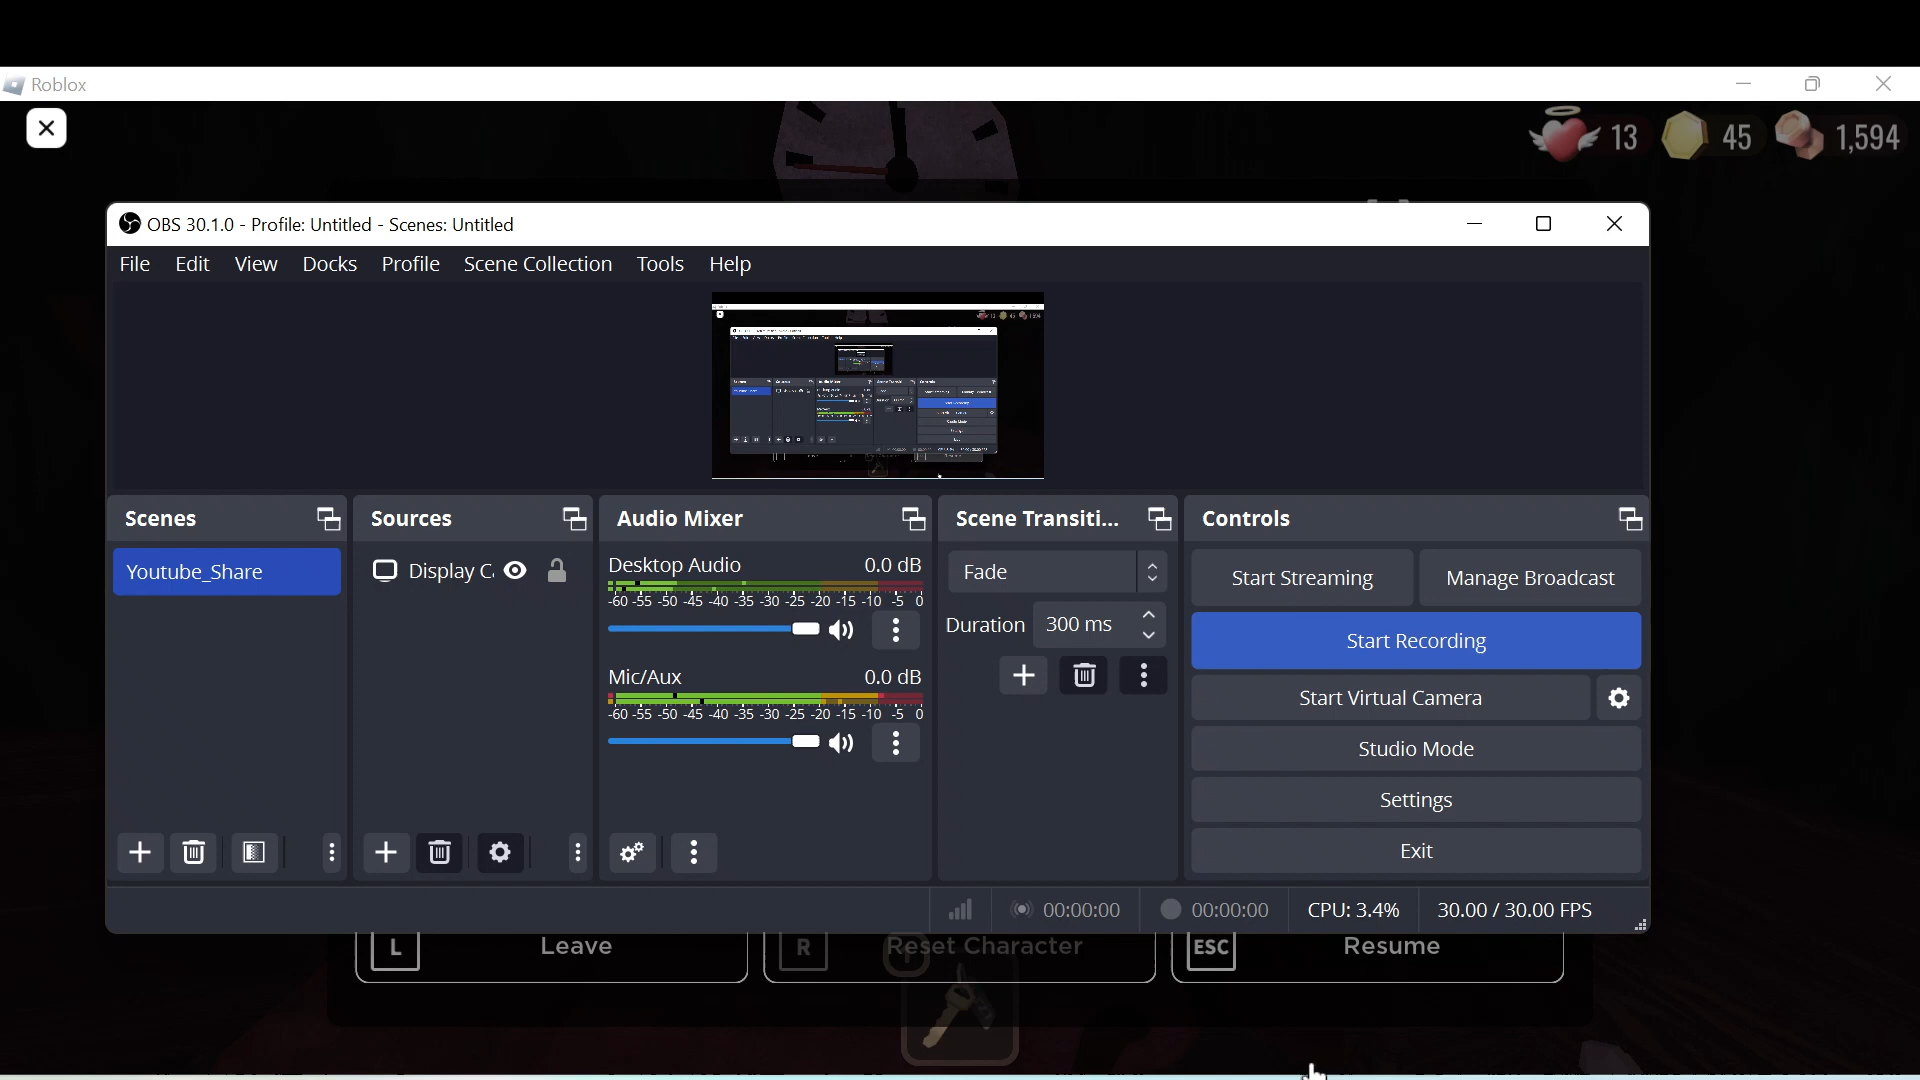 Roblox
13 45 1,594
OBS 30.1.0 - Profile: Untitled - Scenes: Untitled
File Edit View Docks Profile Scene Collection Tools Help
Scenes
Youtube_Share
Sources
Display Ca
Audio Mixer
Desktop Audio 0.0 dB
-60 -55 -50 -45 -40 -35 -30 -25 -20 -15 -10 -5 0
Mic/Aux 0.0 dB
-60 -55 -50 -45 -40 -35 -30 -25 -20 -15 -10 -5 0
Scene Transiti...
Fade
Duration 300 ms
Controls
Start Streaming Manage Broadcast
Start Recording
Start Virtual Camera
Studio Mode
Settings
Exit
00:00:00 00:00:00 CPU: 3.4% 30.00 / 30.00 FPS
L Leave R Reset Character ESC Resume